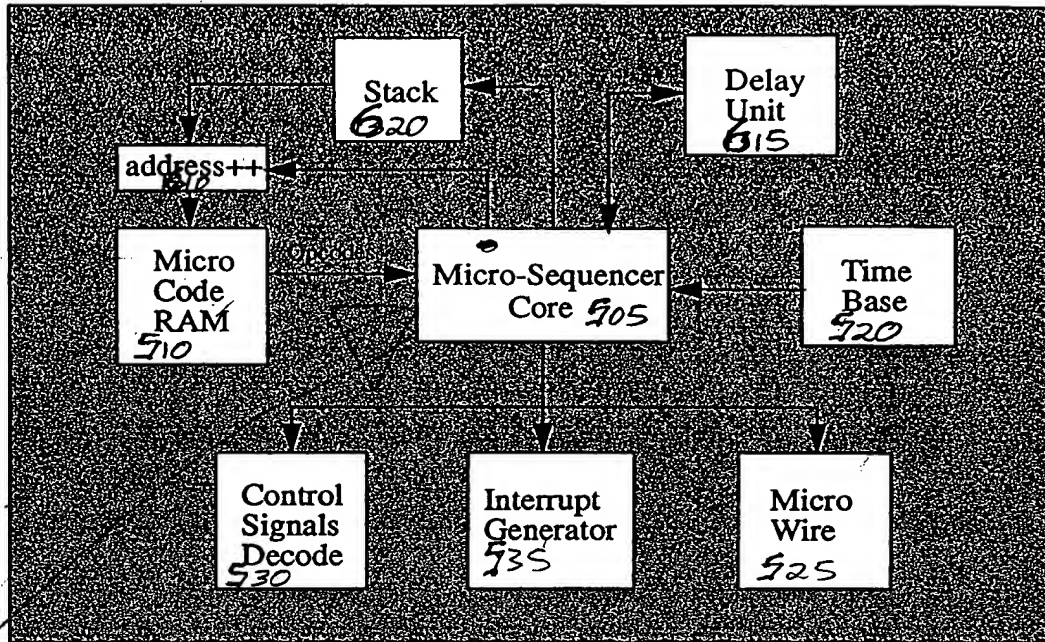 Stack
620
Delay
Unit
615
address++
610
Micro
Code
RAM
510
Opcode
Micro-Sequencer
Core 505
Time
Base
520
Control
Signals
Decode
530
Interrupt
Generator
535
Micro
Wire
525